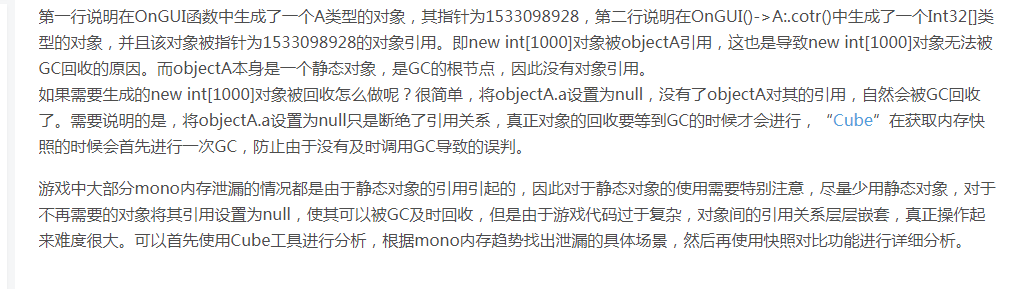 第一行说明在OnGUI函数中生成了一个A类型的对象，其指针为1533098928，第二行说明在OnGUI()->A:.cotr()中生成了一个Int32[]类
型的对象，并且该对象被指针为1533098928的对象引用。即new int[1000]对象被objectA引用，这也是导致new int[1000]对象无法被
GC回收的原因。而objectA本身是一个静态对象，是GC的根节点，因此没有对象引用。
如果需要生成的new int[1000]对象被回收怎么做呢？很简单，将objectA.a设置为null，没有了objectA对其的引用，自然会被GC回收
了。需要说明的是，将objectA.a设置为null只是断绝了引用关系，真正对象的回收要等到GC的时候才会进行，“Cube”在获取内存快
照的时候会首先进行一次GC，防止由于没有及时调用GC导致的误判。
游戏中大部分mono内存泄漏的情况都是由于静态对象的引用引起的，因此对于静态对象的使用需要特别注意，尽量少用静态对象，对于
不再需要的对象将其引用设置为null，使其可以被GC及时回收，但是由于游戏代码过于复杂，对象间的引用关系层层嵌套，真正操作起
来难度很大。可以首先使用Cube工具进行分析，根据mono内存趋势找出泄漏的具体场景，然后再使用快照对比功能进行详细分析。